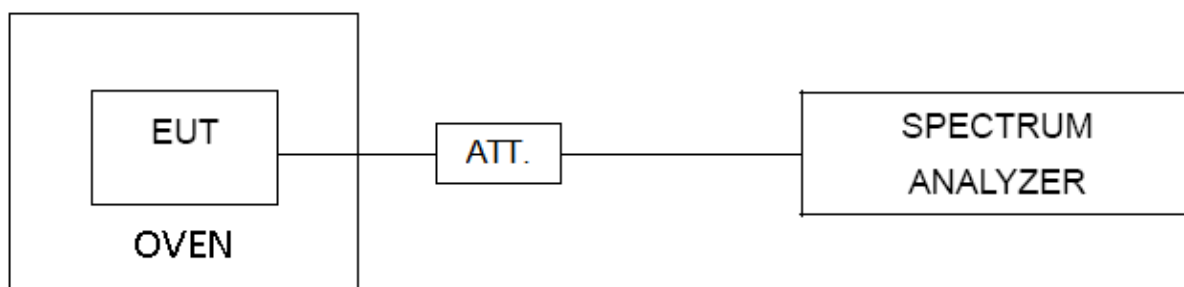 EUT
OVEN
ATT.
SPECTRUM
ANALYZER